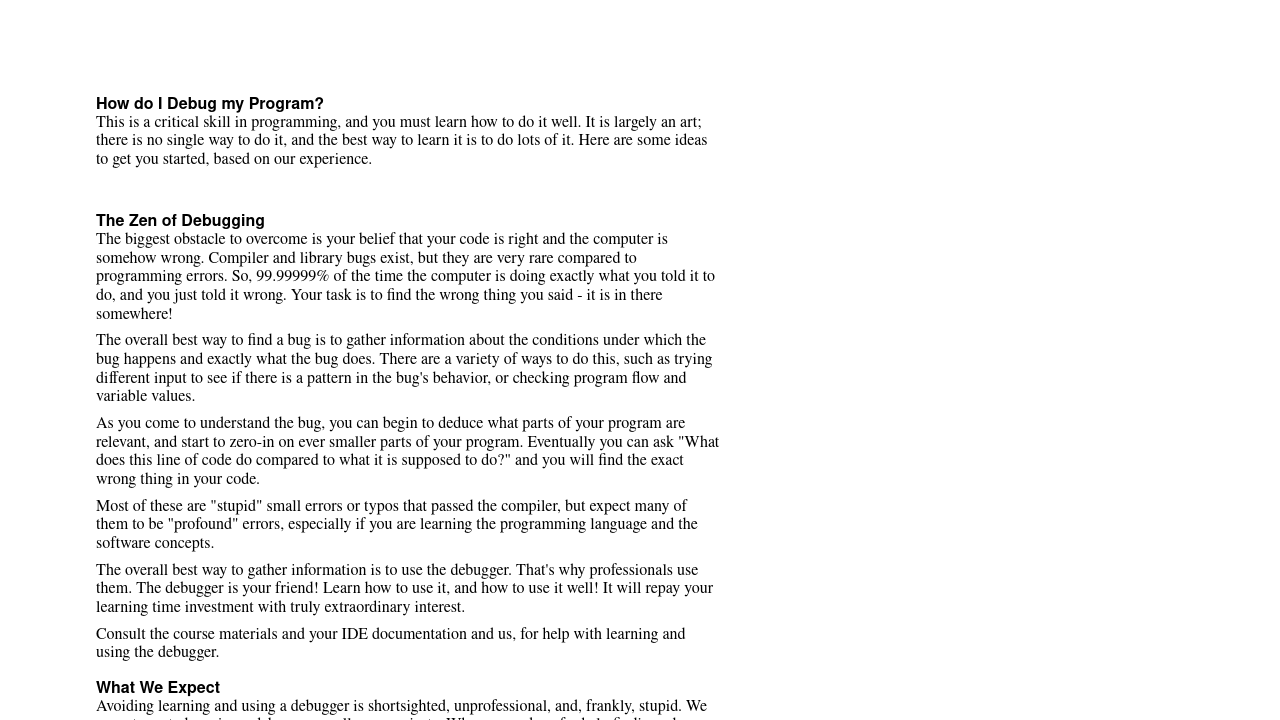 How do I Debug my Program?
This is a critical skill in programming, and you must learn how to do it well. It is largely an art;
there is no single way to do it, and the best way to learn it is to do lots of it. Here are some ideas
to get you started, based on our experience.
The Zen of Debugging
The biggest obstacle to overcome is your belief that your code is right and the computer is
somehow wrong. Compiler and library bugs exist, but they are very rare compared to
programming errors. So, 99.99999% of the time the computer is doing exactly what you told it to
do, and you just told it wrong. Your task is to find the wrong thing you said - it is in there
somewhere!
The overall best way to find a bug is to gather information about the conditions under which the
bug happens and exactly what the bug does. There are a variety of ways to do this, such as trying
different input to see if there is a pattern in the bug's behavior, or checking program flow and
variable values.
As you come to understand the bug, you can begin to deduce what parts of your program are
relevant, and start to zero-in on ever smaller parts of your program. Eventually you can ask "What
does this line of code do compared to what it is supposed to do?" and you will find the exact
wrong thing in your code.
Most of these are "stupid" small errors or typos that passed the compiler, but expect many of
them to be "profound" errors, especially if you are learning the programming language and the
software concepts.
The overall best way to gather information is to use the debugger. That's why professionals use
them. The debugger is your friend! Learn how to use it, and how to use it well! It will repay your
learning time investment with truly extraordinary interest.
Consult the course materials and your IDE documentation and us, for help with learning and
using the debugger.
What We Expect
Avoiding learning and using a debugger is shortsighted, unprofessional, and, frankly, stupid. We